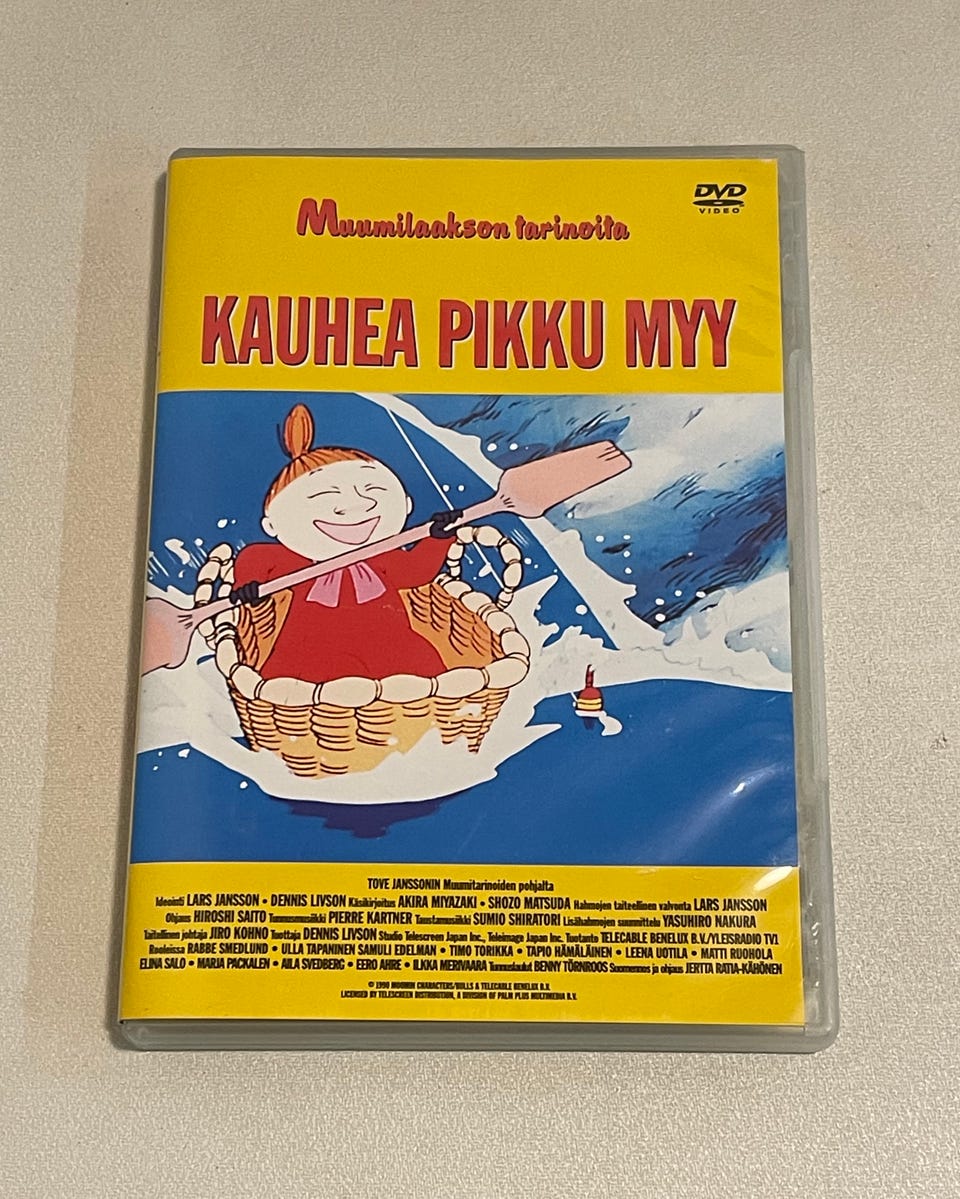 DVD
VIDEO
Muumilaakson tarinoita
KAUHEA PIKKU MYY
TOVE JANSSONIN Muumitarinoiden pohjalta
Ideointi LARS JANSSON • DENNIS LIVSON Käsikirjoitus AKIRA MIYAZAKI • SHOZO MATSUDA Hahmojen taiteellinen valvonta LARS JANSSON
Ohjaus HIROSHI SAITO Tunnusmusiikki PIERRE KARTNER Taustamusiikki SUMIO SHIRATORI Lisähahmojen suunnittelu YASUHIRO NAKURA
Taiteellinen johtaja JIRO KOHNO Tuottaja DENNIS LIVSON Studio Telescreen Japan Inc., Teleimage Japan Inc. Tuotanto TELECABLE BENELUX B.V./YLEISRADIO TV1
Rooleissa RABBE SMEDLUND • ULLA TAPANINEN SAMULI EDELMAN • TIMO TORIKKA • TAPIO HÄMÄLÄINEN • LEENA UOTILA • MATTI RUOHOLA
ELINA SALO • MARJA PACKALEN • AILA SVEDBERG • EERO AHRE • ILKKA MERIVAARA Tunnuslaulut BENNY TÖRNROOS Suomennos ja ohjaus JERTTA RATIA-KÄHÖNEN
© 1990 MOOMIN CHARACTERS/BULLS & TELECABLE BENELUX B.V.
LICENSED BY TELESCREEN DISTRIBUTION, A DIVISION OF PALM PLUS MULTIMEDIA B.V.